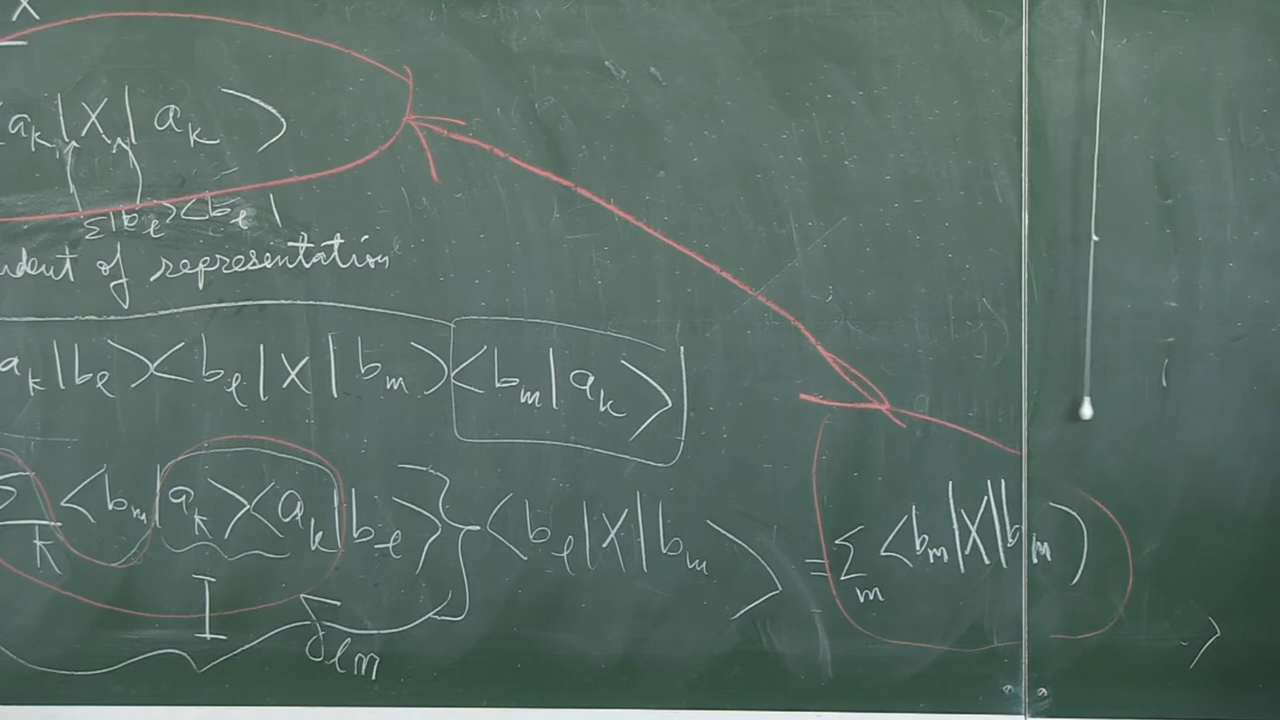 X
⟨a_k|X|a_k⟩
Σ|b_ℓ⟩⟨b_ℓ|
ndent of representation
a_k|b_ℓ⟩⟨b_ℓ|X|b_m⟩⟨b_m|a_k⟩
Σ_k ⟨b_m|a_k⟩⟨a_k|b_ℓ⟩}⟨b_ℓ|X|b_m⟩ = Σ_m ⟨b_m|X|b_m⟩
I
δ_ℓm